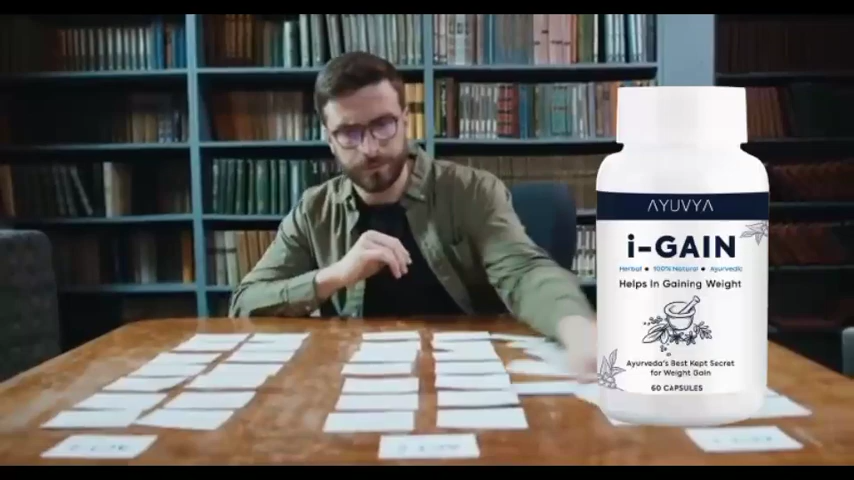 AYUVYA
i-GAIN
Herbal • 100% Natural • Ayurvedic
Helps In Gaining Weight
Ayurveda's Best Kept Secret
for Weight Gain
60 CAPSULES